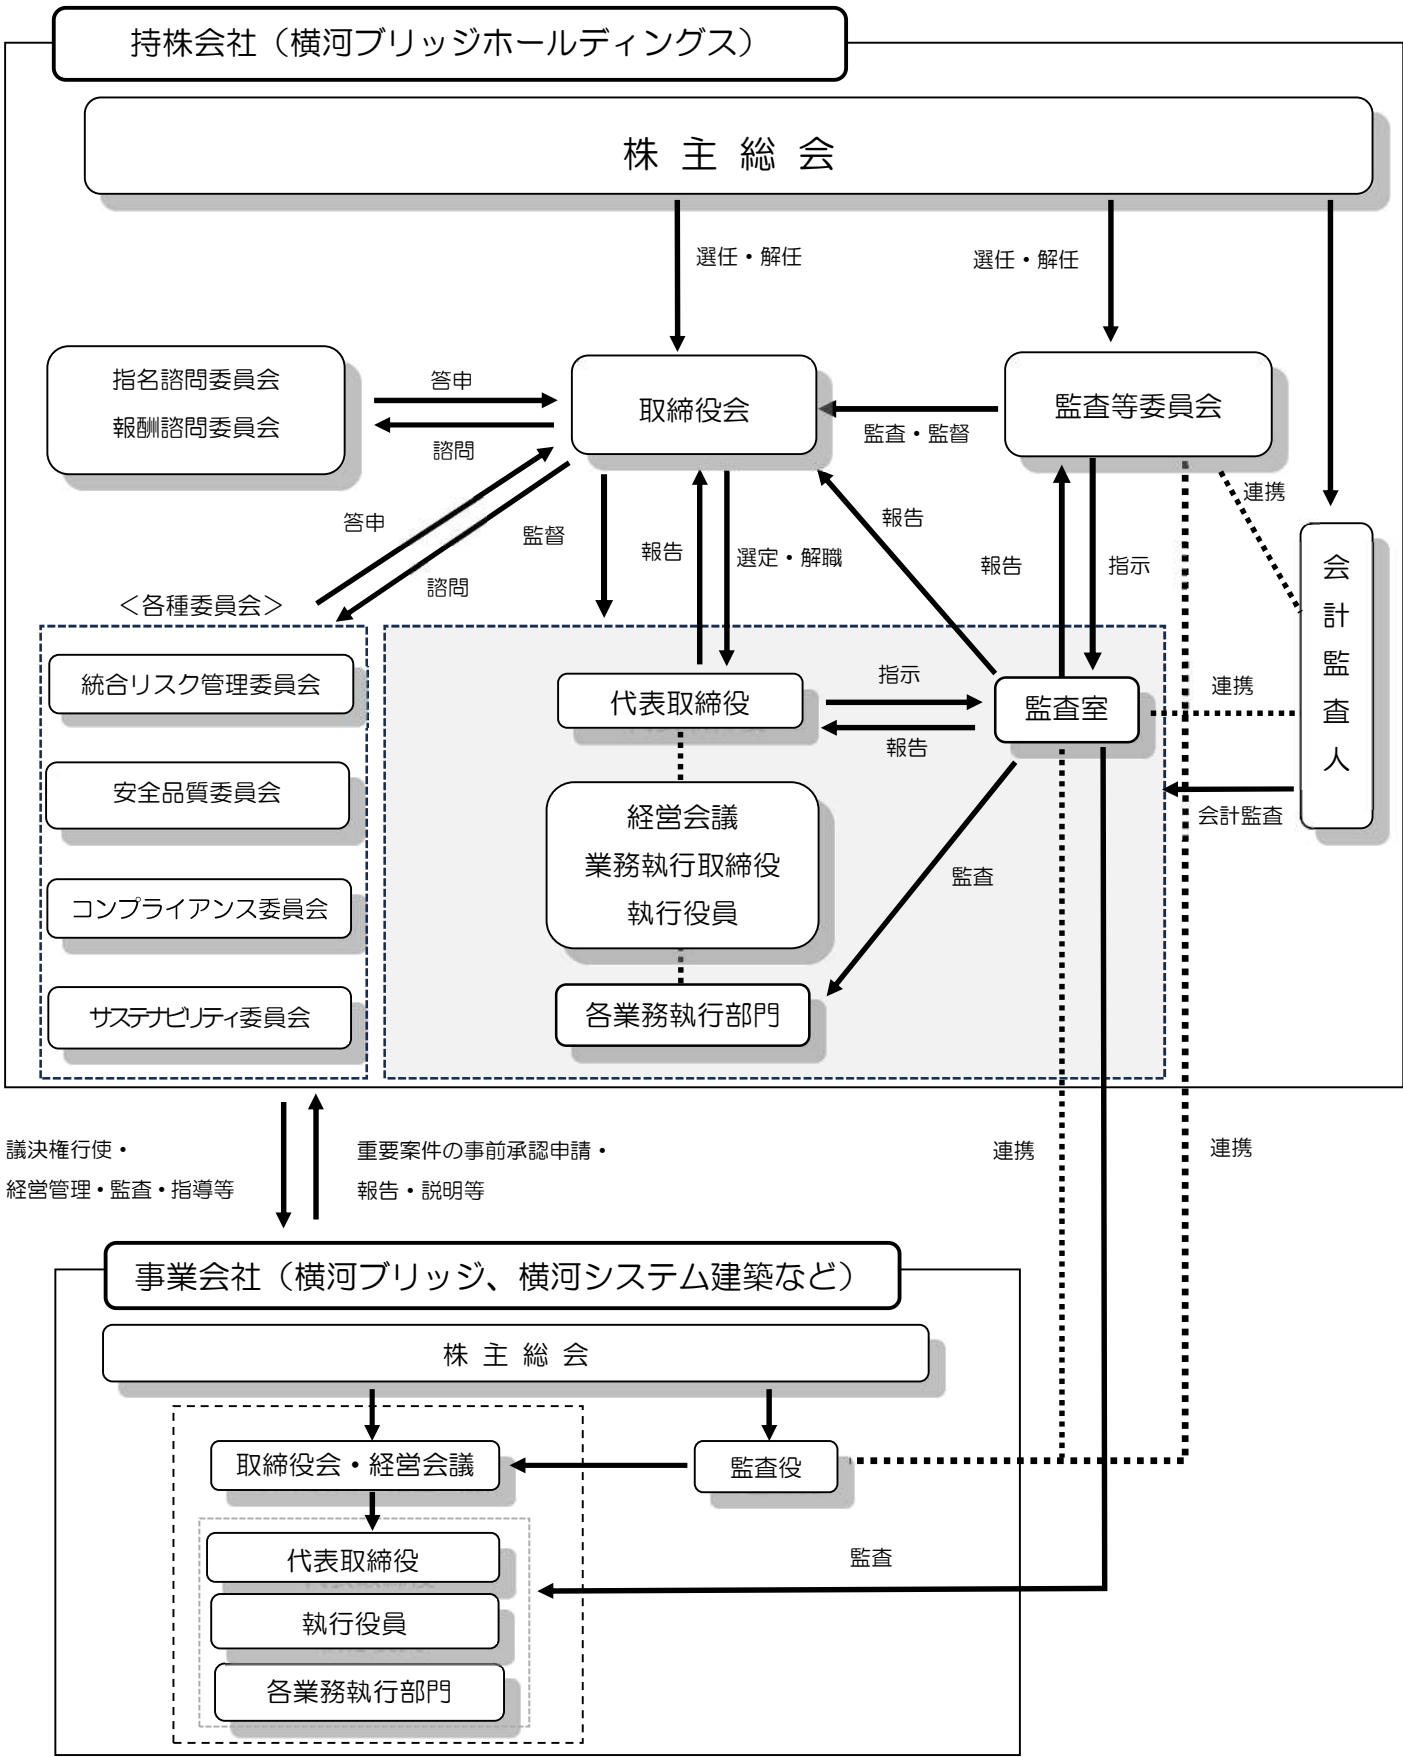 持株会社（横河ブリッジホールディングス）
株 主 総 会
選任・解任
選任・解任
指名諮問委員会
報酬諮問委員会
答申
諮問
取締役会
監査・監督
監査等委員会
連携
答申
諮問
監督
報告
選定・解職
報告
報告
指示
会計監査人
＜各種委員会＞
統合リスク管理委員会
安全品質委員会
コンプライアンス委員会
サステナビリティ委員会
代表取締役
指示
報告
監査室
連携
会計監査
経営会議
業務執行取締役
執行役員
監査
各業務執行部門
議決権行使・
経営管理・監査・指導等
重要案件の事前承認申請・
報告・説明等
連携
連携
事業会社（横河ブリッジ、横河システム建築など）
株 主 総 会
取締役会・経営会議
監査役
代表取締役
執行役員
各業務執行部門
監査